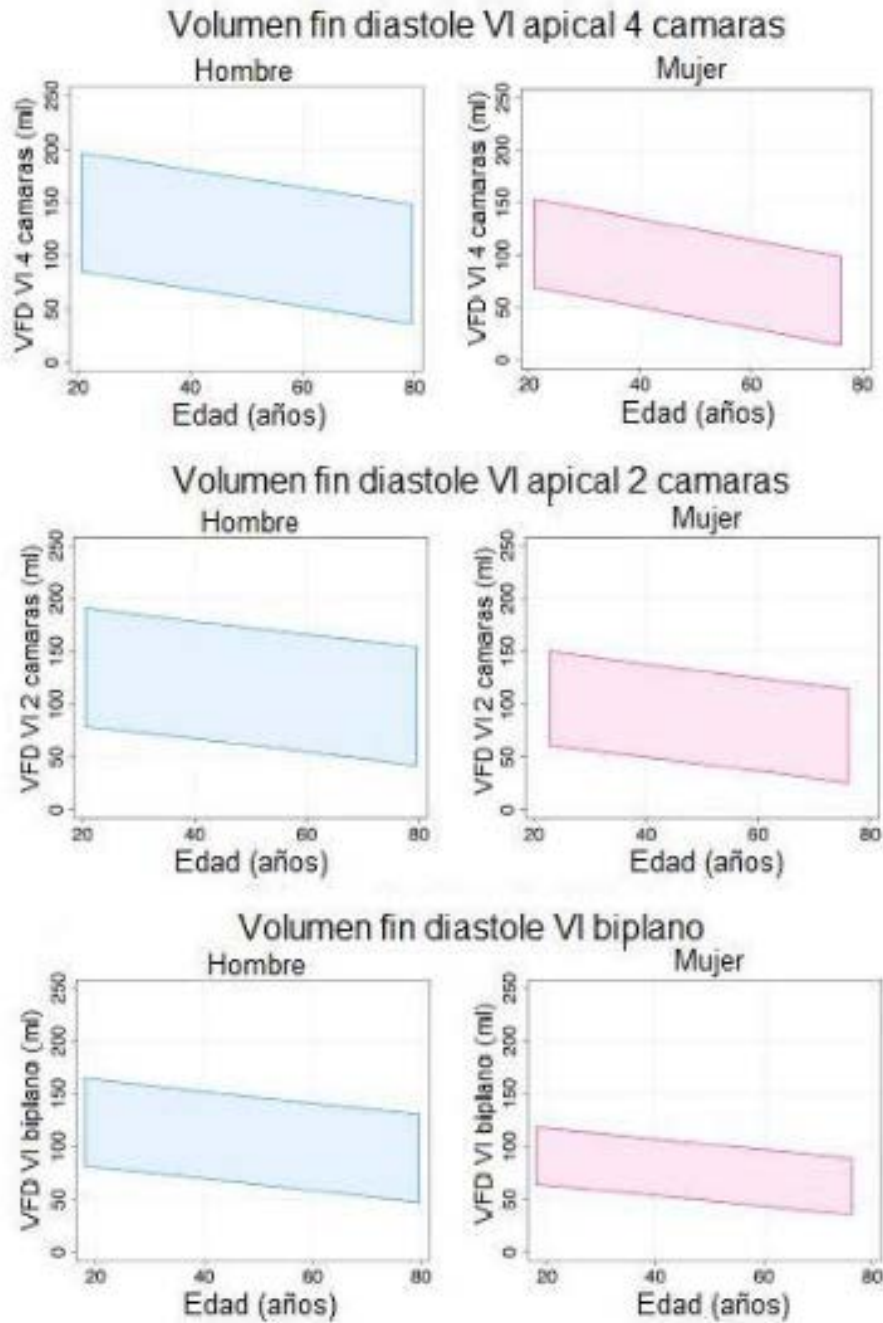 Volumen fin diastole VI apical 4 camaras
Hombre
Mujer
VFD VI 4 camaras (ml)
250
200
150
100
50
0
20
40
60
80
Edad (años)
VFD VI 4 camaras (ml)
250
200
150
100
50
0
20
40
60
80
Edad (años)
Volumen fin diastole VI apical 2 camaras
Hombre
Mujer
VFD VI 2 camaras (ml)
250
200
150
100
50
0
20
40
60
80
Edad (años)
VFD VI 2 camaras (ml)
250
200
150
100
50
0
20
40
60
80
Edad (años)
Volumen fin diastole VI biplano
Hombre
Mujer
VFD VI biplano (ml)
250
200
150
100
50
0
20
40
60
80
Edad (años)
VFD VI biplano (ml)
250
200
150
100
50
0
20
40
60
80
Edad (años)